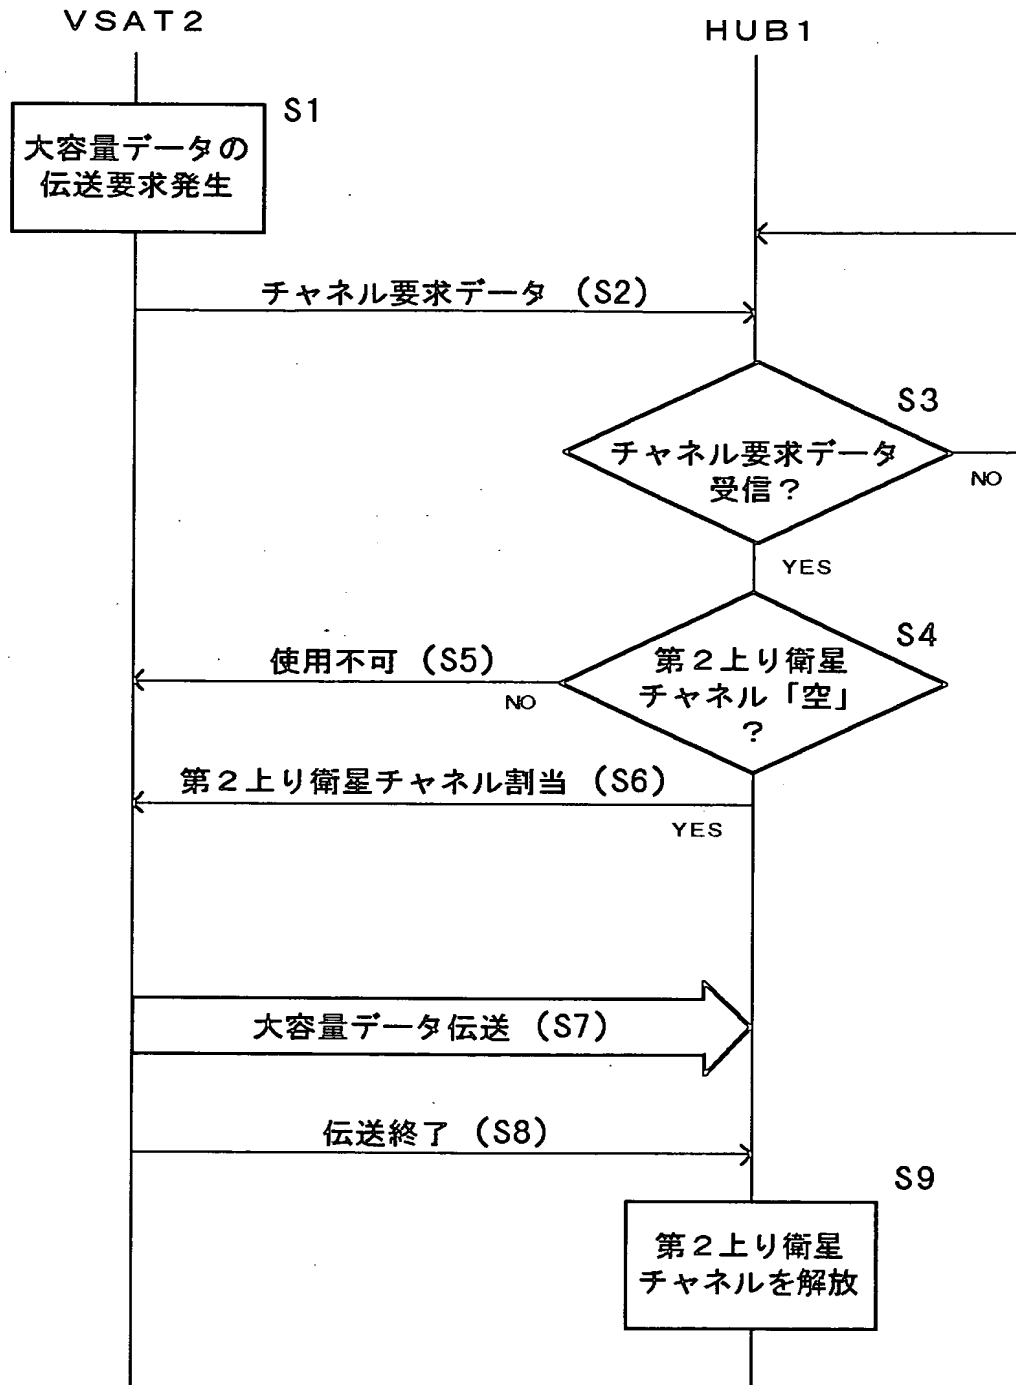 VSAT2
HUB1
S1
大容量データの
伝送要求発生
チャネル要求データ (S2)
S3
チャネル要求データ
受信？
NO
YES
S4
使用不可 (S5)
第2上り衛星
チャネル「空」
？
NO
第2上り衛星チャネル割当 (S6)
YES
大容量データ伝送 (S7)
伝送終了 (S8)
S9
第2上り衛星
チャネルを解放